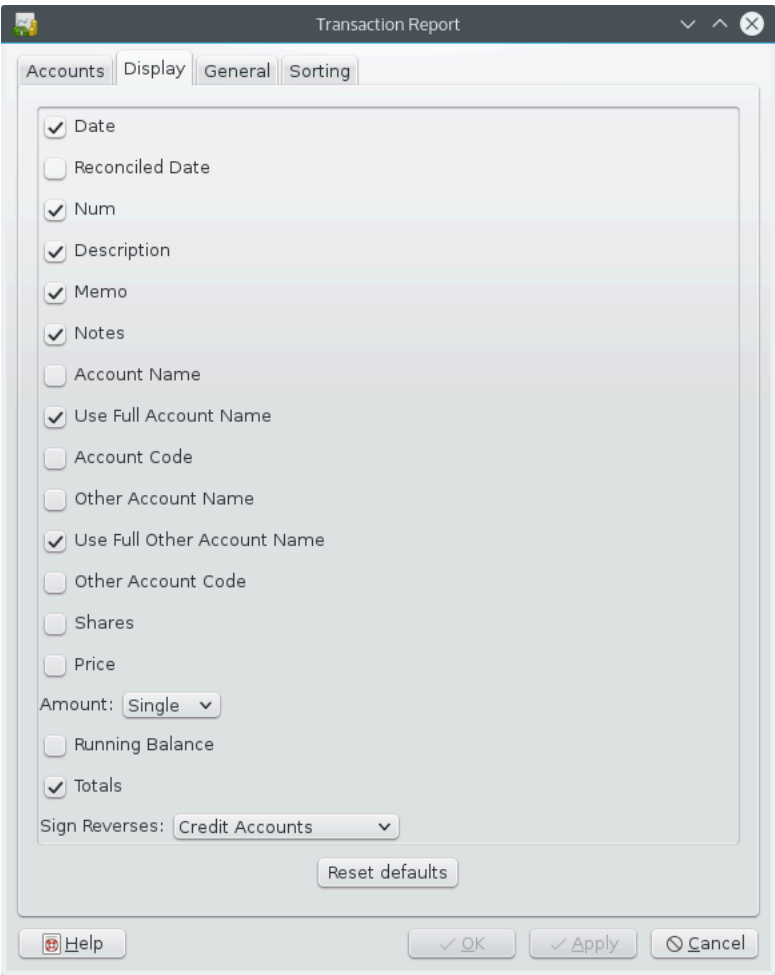 Transaction Report
Accounts Display General Sorting
Date
Reconciled Date
Num
Description
Memo
Notes
Account Name
Use Full Account Name
Account Code
Other Account Name
Use Full Other Account Name
Other Account Code
Shares
Price
Amount: Single
Running Balance
Totals
Sign Reverses: Credit Accounts
Reset defaults
Help OK Apply Cancel